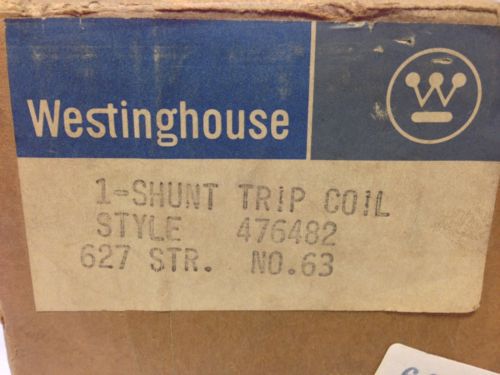 Westinghouse
1-SHUNT TRIP COIL
STYLE 476482
627 STR. NO.63